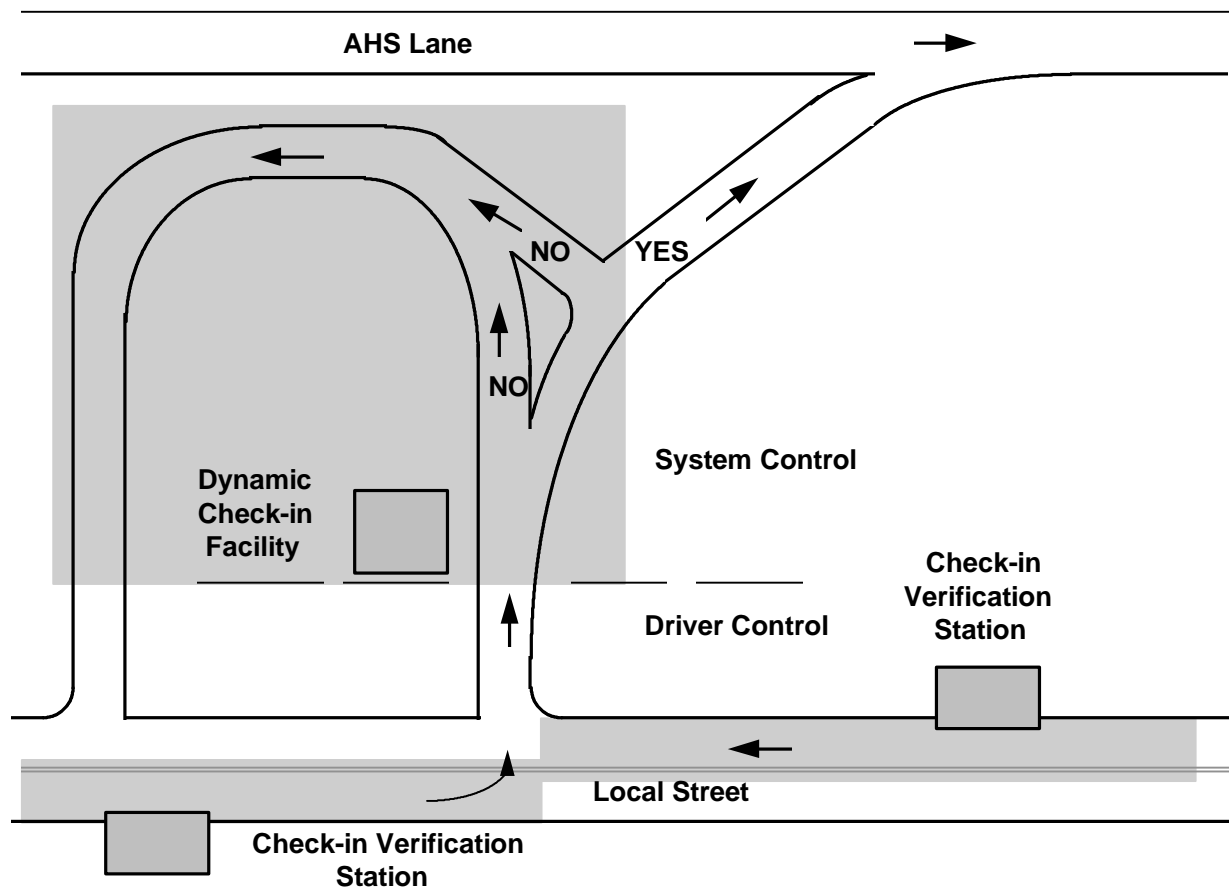 AHS Lane
NO
YES
NO
System Control
Dynamic
Check-in
Facility
Check-in
Verification
Station
Driver Control
Local Street
Check-in Verification
Station